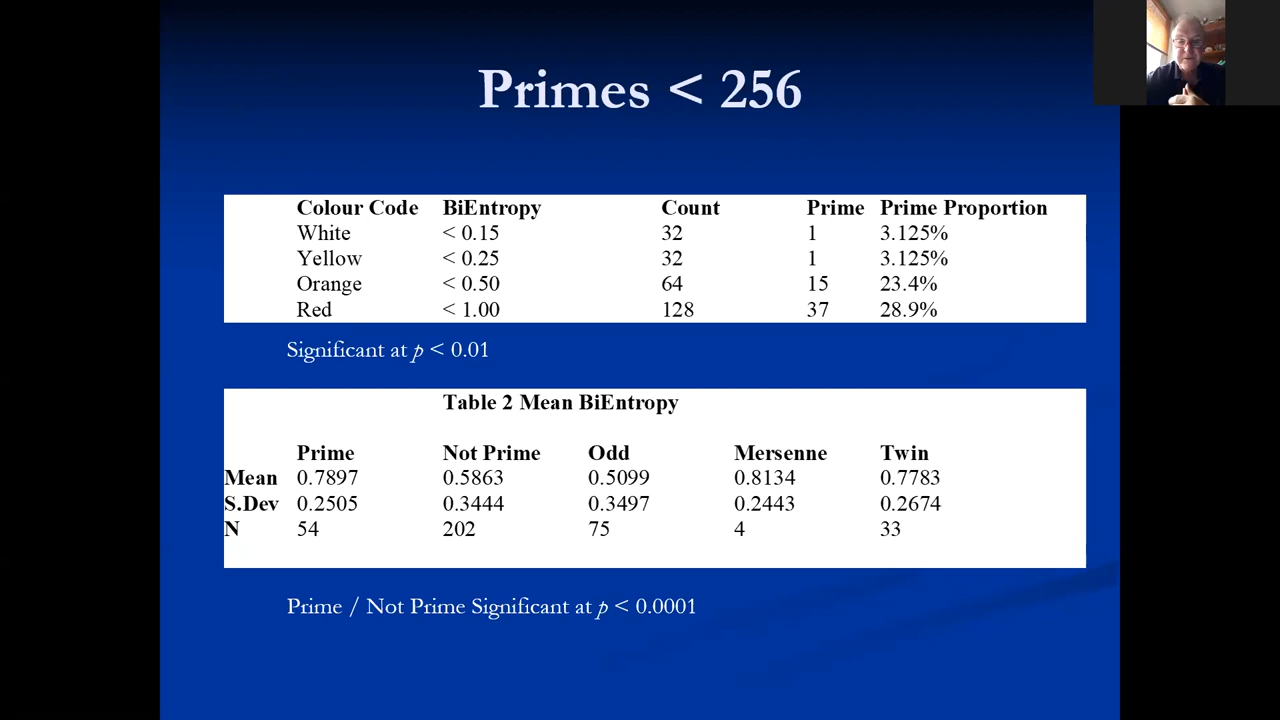 Primes < 256
Colour Code BiEntropy Count Prime Prime Proportion
White < 0.15 32 1 3.125%
Yellow < 0.25 32 1 3.125%
Orange < 0.50 64 15 23.4%
Red < 1.00 128 37 28.9%
Significant at p < 0.01
Table 2 Mean BiEntropy
Prime Not Prime Odd Mersenne Twin
Mean 0.7897 0.5863 0.5099 0.8134 0.7783
S.Dev 0.2505 0.3444 0.3497 0.2443 0.2674
N 54 202 75 4 33
Prime / Not Prime Significant at p < 0.0001